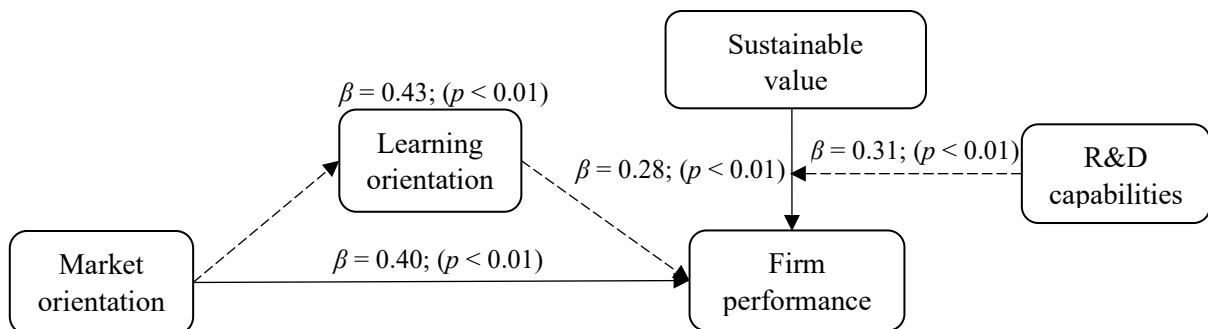 Sustainable
value
β = 0.43; (p < 0.01)
Learning
orientation
β = 0.28; (p < 0.01)
β = 0.31; (p < 0.01)
R&D
capabilities
Market
orientation
β = 0.40; (p < 0.01)
Firm
performance